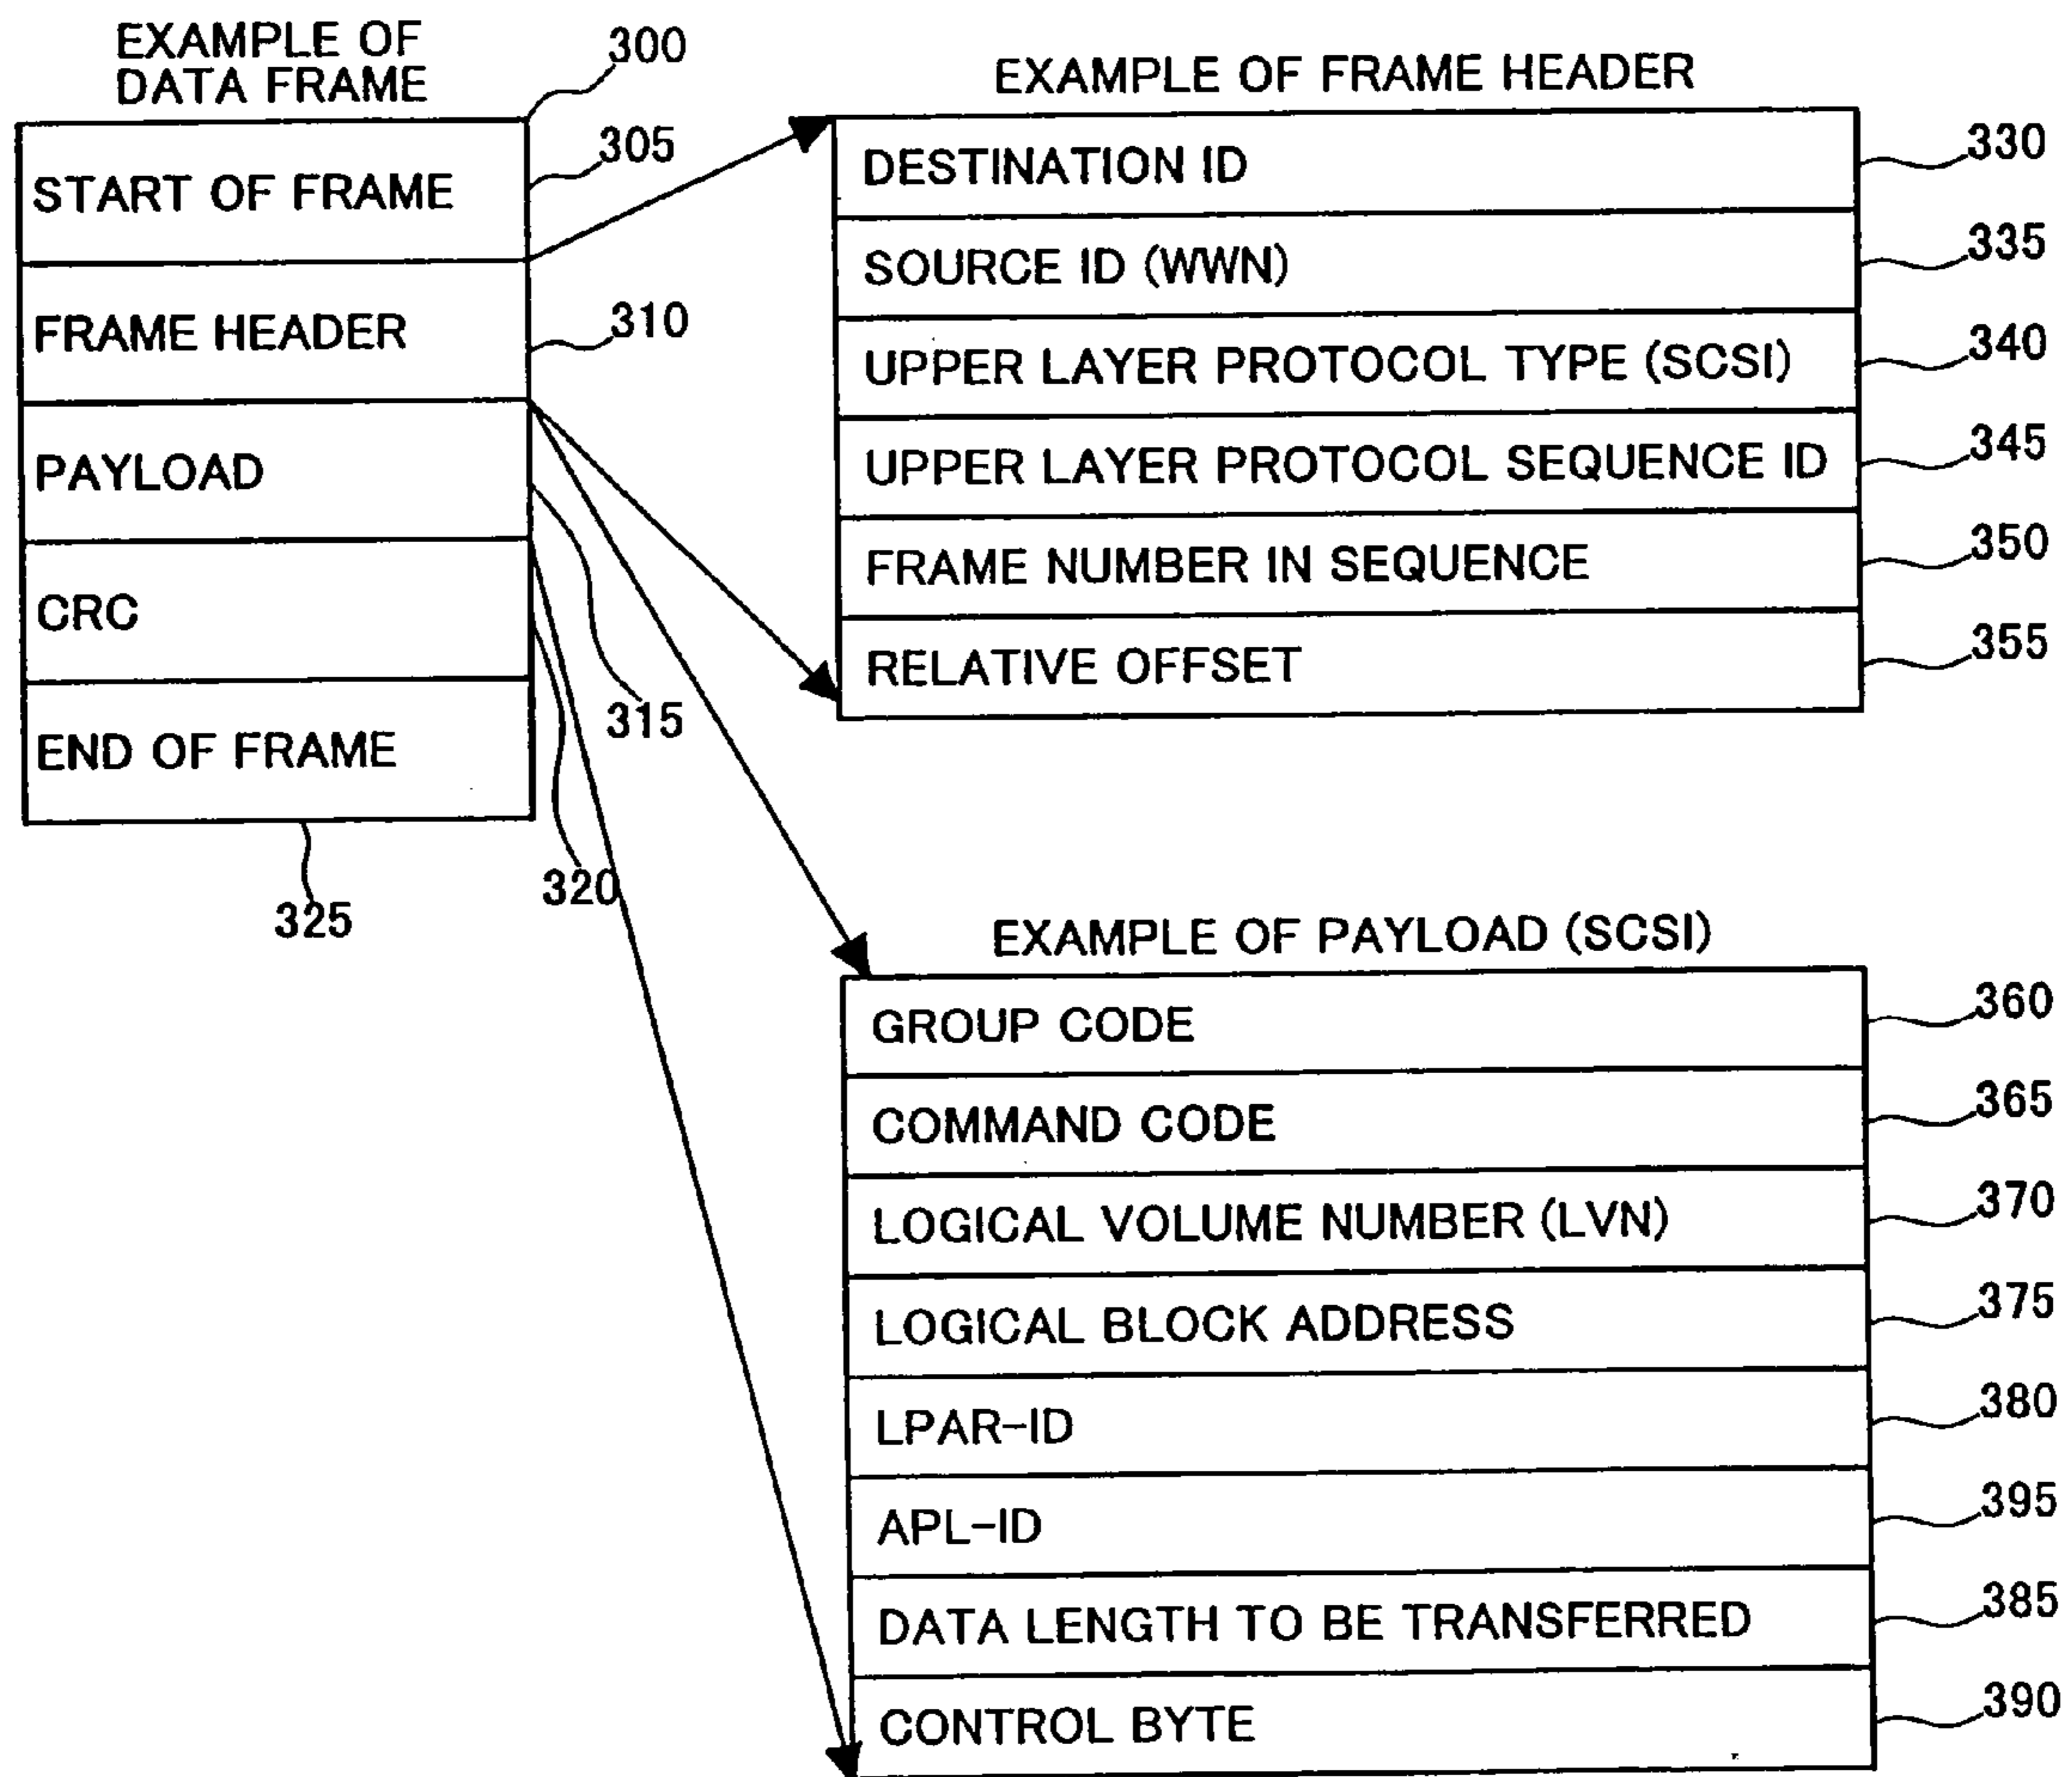 EXAMPLE OF
DATA FRAME
300
START OF FRAME
305
FRAME HEADER
310
PAYLOAD
315
CRC
320
END OF FRAME
325
EXAMPLE OF FRAME HEADER
DESTINATION ID
330
SOURCE ID (WWN)
335
UPPER LAYER PROTOCOL TYPE (SCSI)
340
UPPER LAYER PROTOCOL SEQUENCE ID
345
FRAME NUMBER IN SEQUENCE
350
RELATIVE OFFSET
355
EXAMPLE OF PAYLOAD (SCSI)
GROUP CODE
360
COMMAND CODE
365
LOGICAL VOLUME NUMBER (LVN)
370
LOGICAL BLOCK ADDRESS
375
LPAR-ID
380
APL-ID
395
DATA LENGTH TO BE TRANSFERRED
385
CONTROL BYTE
390